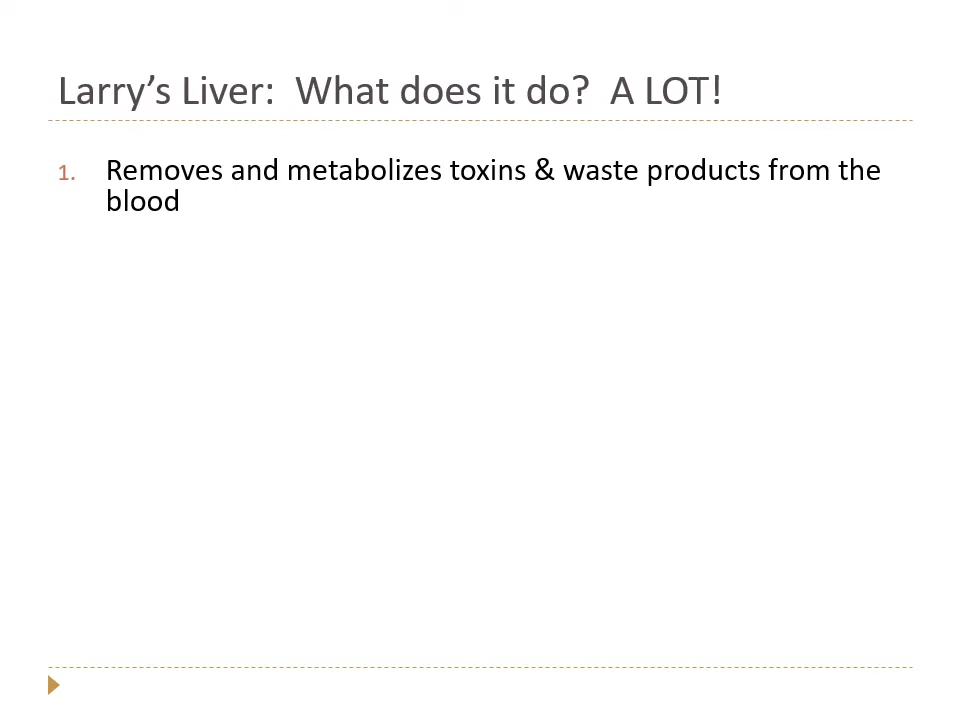 Larry’s Liver:  What does it do?  A LOT!
1. Removes and metabolizes toxins & waste products from the
blood